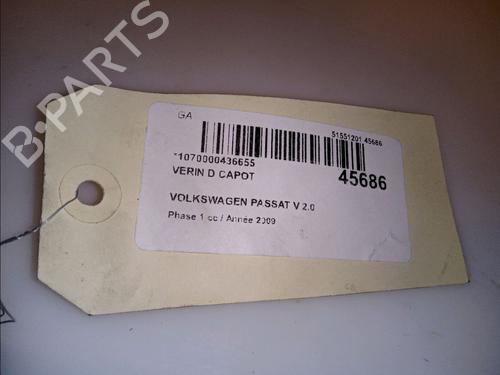 B-PARTS
GA
51551201 45686
*1070000436655
45686
VERIN D CAPOT
VOLKSWAGEN PASSAT V 2.0
Phase 1 cc / Année 2009